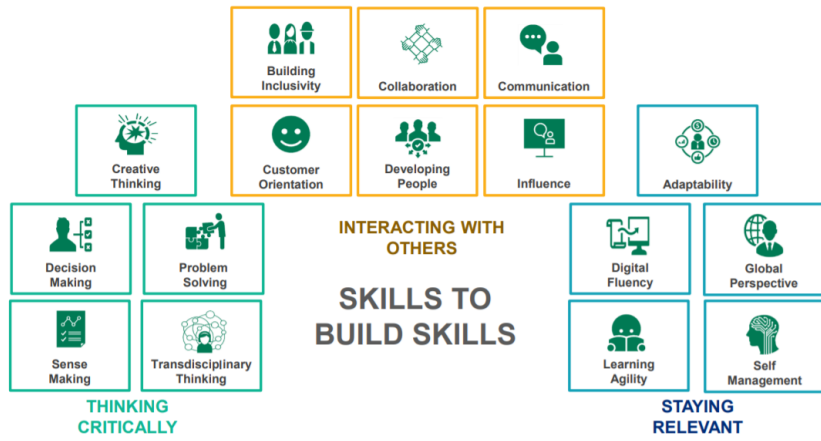 Building
Inclusivity
Collaboration
Communication
Creative
Thinking
Customer
Orientation
Developing
People
Influence
Adaptability
INTERACTING WITH
OTHERS
Decision
Making
Problem
Solving
Digital
Fluency
Global
Perspective
SKILLS TO
BUILD SKILLS
Sense
Making
Transdisciplinary
Thinking
Learning
Agility
Self
Management
THINKING
CRITICALLY
STAYING
RELEVANT